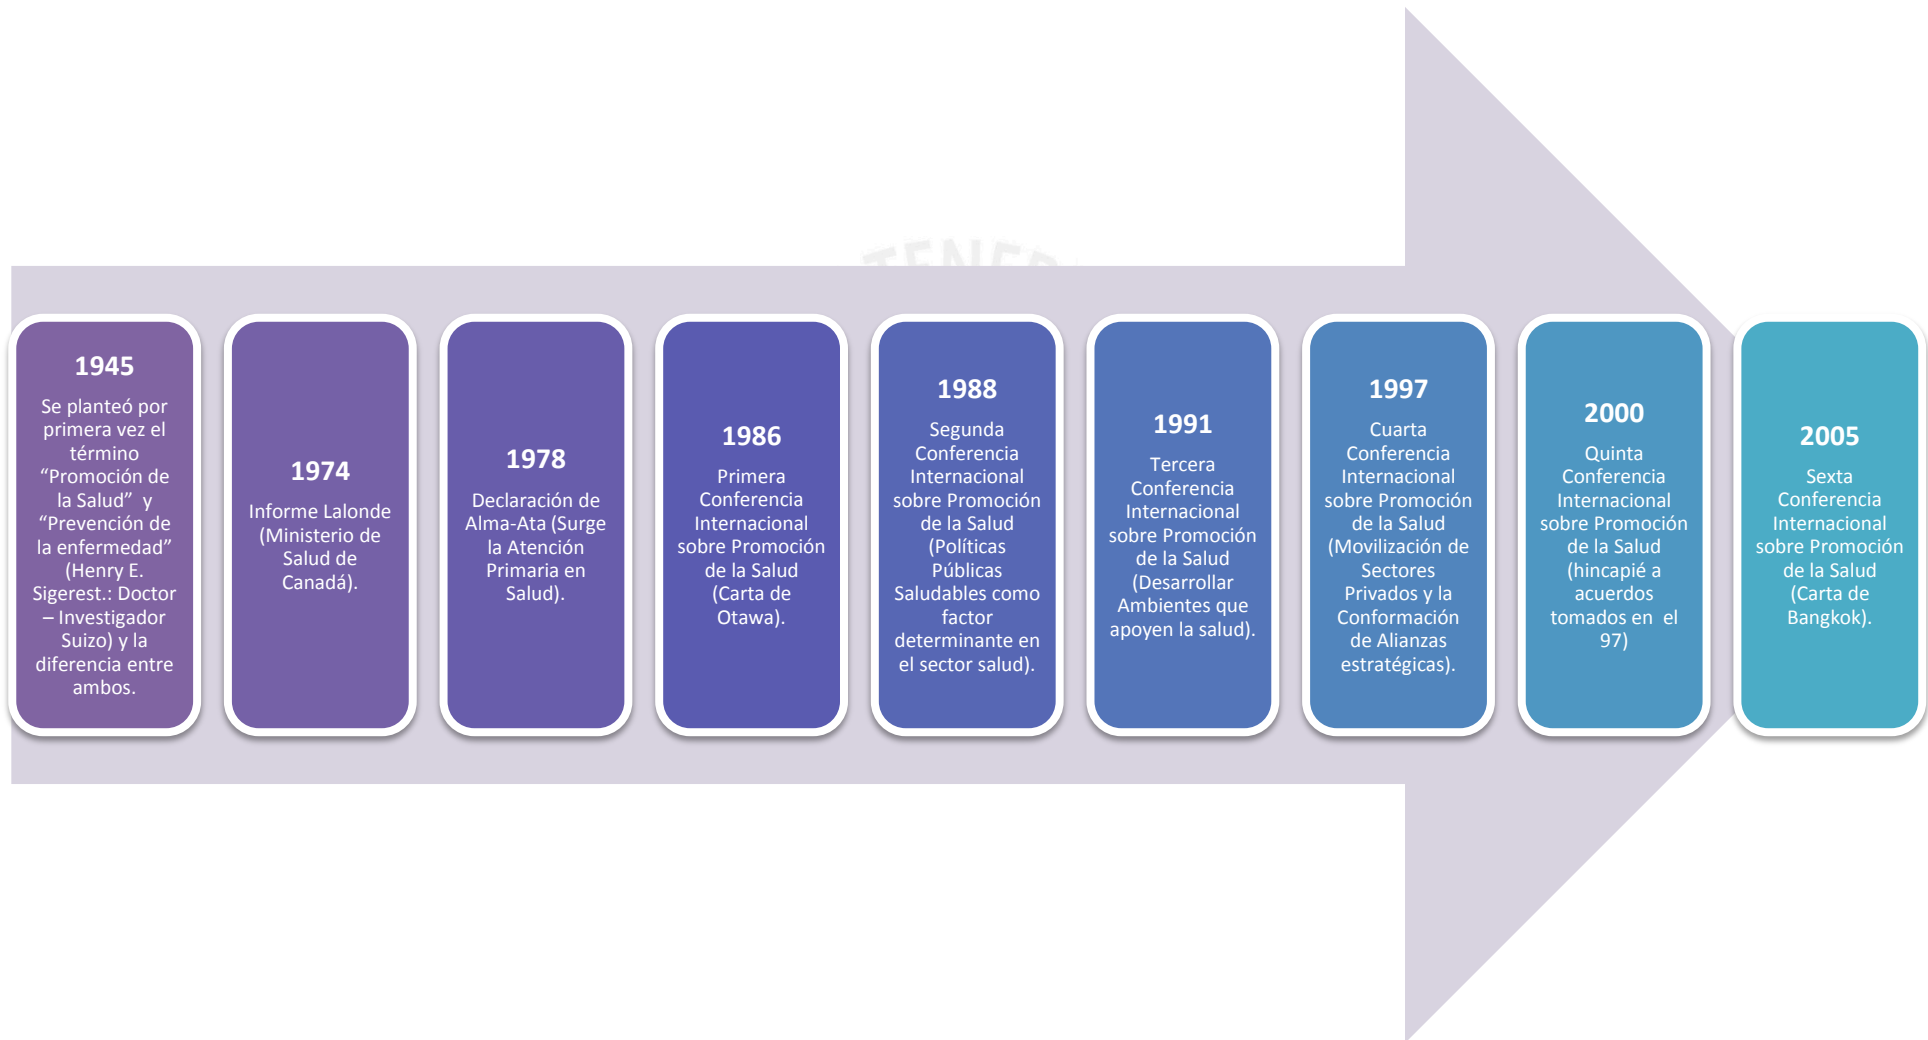 TENEB
1945
Se planteó por
primera vez el
término
“Promoción de
la Salud”  y
“Prevención de
la enfermedad”
(Henry E.
Sigerest.: Doctor
– Investigador
Suizo) y la
diferencia entre
ambos.
1974
Informe Lalonde
(Ministerio de
Salud de
Canadá).
1978
Declaración de
Alma-Ata (Surge
la Atención
Primaria en
Salud).
1986
Primera
Conferencia
Internacional
sobre Promoción
de la Salud
(Carta de
Otawa).
1988
Segunda
Conferencia
Internacional
sobre Promoción
de la Salud
(Políticas
Públicas
Saludables como
factor
determinante en
el sector salud).
1991
Tercera
Conferencia
Internacional
sobre Promoción
de la Salud
(Desarrollar
Ambientes que
apoyen la salud).
1997
Cuarta
Conferencia
Internacional
sobre Promoción
de la Salud
(Movilización de
Sectores
Privados y la
Conformación
de Alianzas
estratégicas).
2000
Quinta
Conferencia
Internacional
sobre Promoción
de la Salud
(hincapié a
acuerdos
tomados en  el
97)
2005
Sexta
Conferencia
Internacional
sobre Promoción
de la Salud
(Carta de
Bangkok).